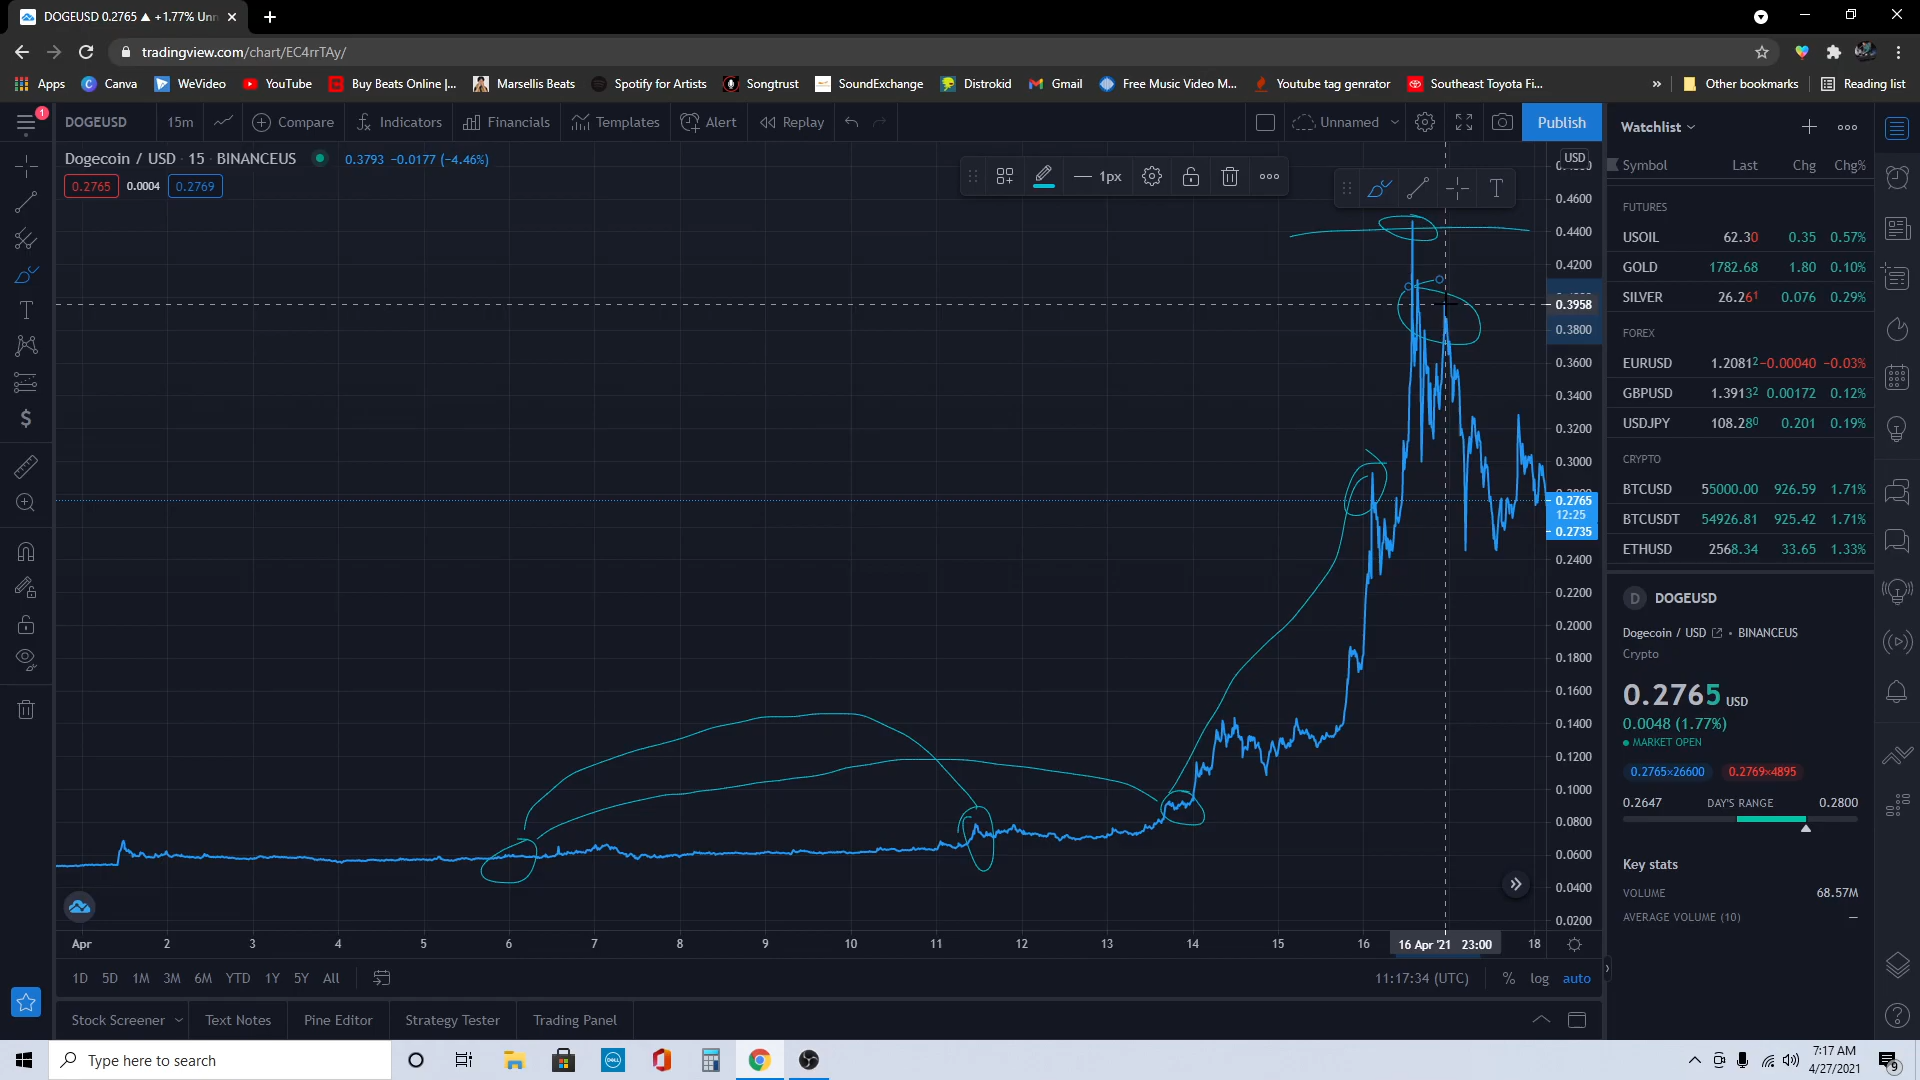 DOGEUSD 0.2765 ▲ +1.77% Unn
tradingview.com/chart/EC4rrTAy/
Apps Canva WeVideo YouTube Buy Beats Online |... Marsellis Beats Spotify for Artists Songtrust SoundExchange Distrokid Gmail Free Music Video M... Youtube tag genrator Southeast Toyota Fi... » Other bookmarks Reading list
1
DOGEUSD 15m Compare Indicators Financials Templates Alert Replay Unnamed Publish
Dogecoin / USD · 15 · BINANCEUS 0.3793 −0.0177 (−4.46%)
0.2765 0.0004 0.2769
1px
USD
0.4600
0.4400
0.4200
0.3958
0.3800
0.3600
0.3400
0.3200
0.3000
0.2765
12:25
0.2735
0.2400
0.2200
0.2000
0.1800
0.1600
0.1400
0.1200
0.1000
0.0800
0.0600
0.0400
0.0200
Apr 2 3 4 5 6 7 8 9 10 11 12 13 14 15 16 16 Apr '21 23:00 18
1D 5D 1M 3M 6M YTD 1Y 5Y All 11:17:34 (UTC) % log auto
Stock Screener Text Notes Pine Editor Strategy Tester Trading Panel
Watchlist
Symbol Last Chg Chg%
FUTURES
USOIL 62.30 0.35 0.57%
GOLD 1782.68 1.80 0.10%
SILVER 26.261 0.076 0.29%
FOREX
EURUSD 1.20812 −0.00040 −0.03%
GBPUSD 1.39132 0.00172 0.12%
USDJPY 108.280 0.201 0.19%
CRYPTO
BTCUSD 55000.00 926.59 1.71%
BTCUSDT 54926.81 925.42 1.71%
ETHUSD 2568.34 33.65 1.33%
D DOGEUSD
Dogecoin / USD • BINANCEUS
Crypto
0.2765 USD
0.0048 (1.77%)
MARKET OPEN
0.2765×26600 0.2769×4895
0.2647 DAY'S RANGE 0.2800
Key stats
VOLUME 68.57M
AVERAGE VOLUME (10) —
Type here to search
DELL
7:17 AM
4/27/2021
9